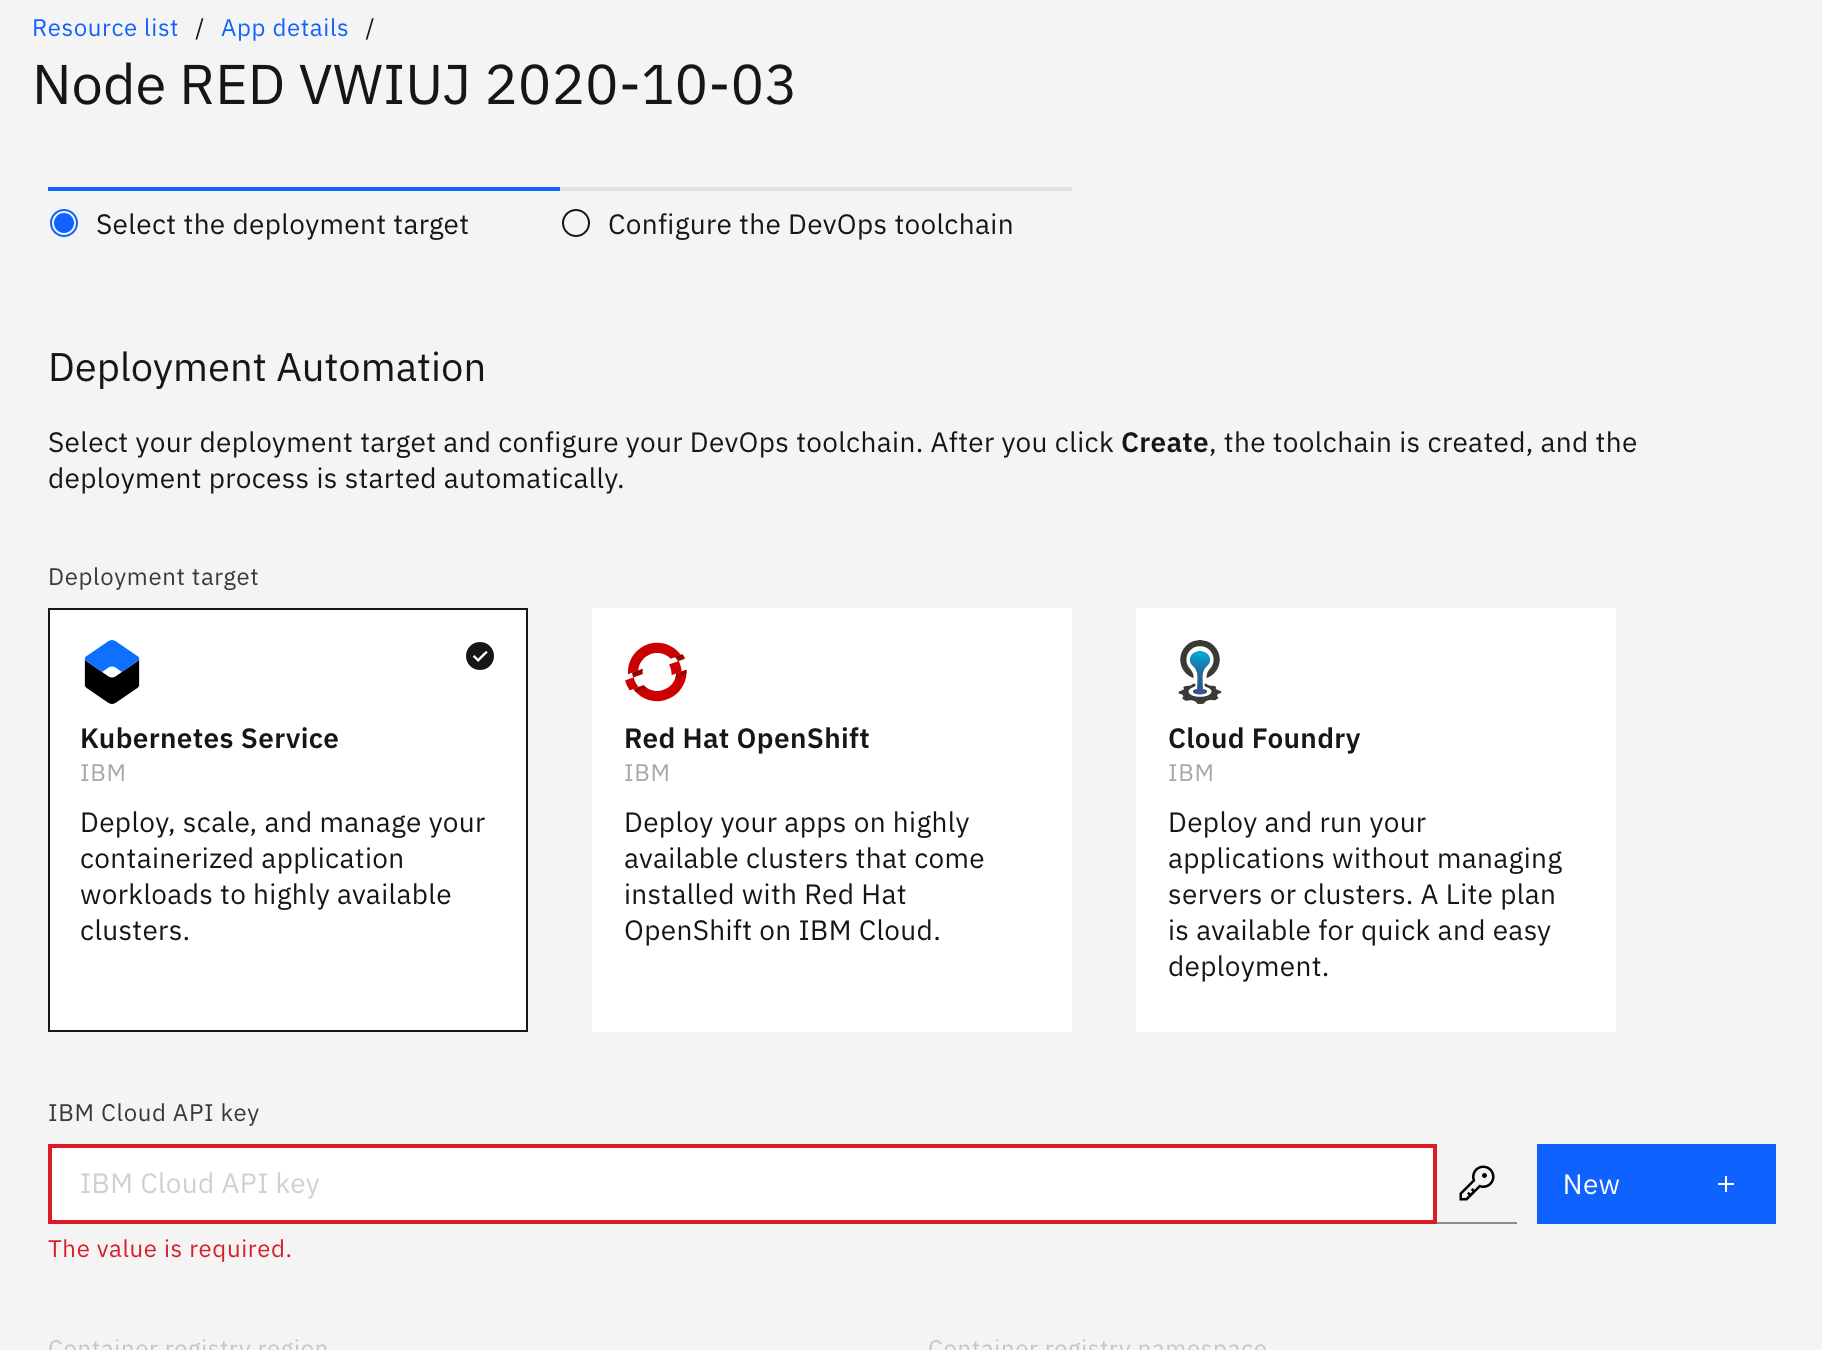 Resource list / App details /
Node RED VWIUJ 2020-10-03
Select the deployment target
Configure the DevOps toolchain
Deployment Automation
Select your deployment target and configure your DevOps toolchain. After you click Create, the toolchain is created, and the
deployment process is started automatically.
Deployment target
Kubernetes Service
IBM
Deploy, scale, and manage your
containerized application
workloads to highly available
clusters.
Red Hat OpenShift
IBM
Deploy your apps on highly
available clusters that come
installed with Red Hat
OpenShift on IBM Cloud.
Cloud Foundry
IBM
Deploy and run your
applications without managing
servers or clusters. A Lite plan
is available for quick and easy
deployment.
IBM Cloud API key
IBM Cloud API key
New +
The value is required.
Container registry region
Container registry namespace